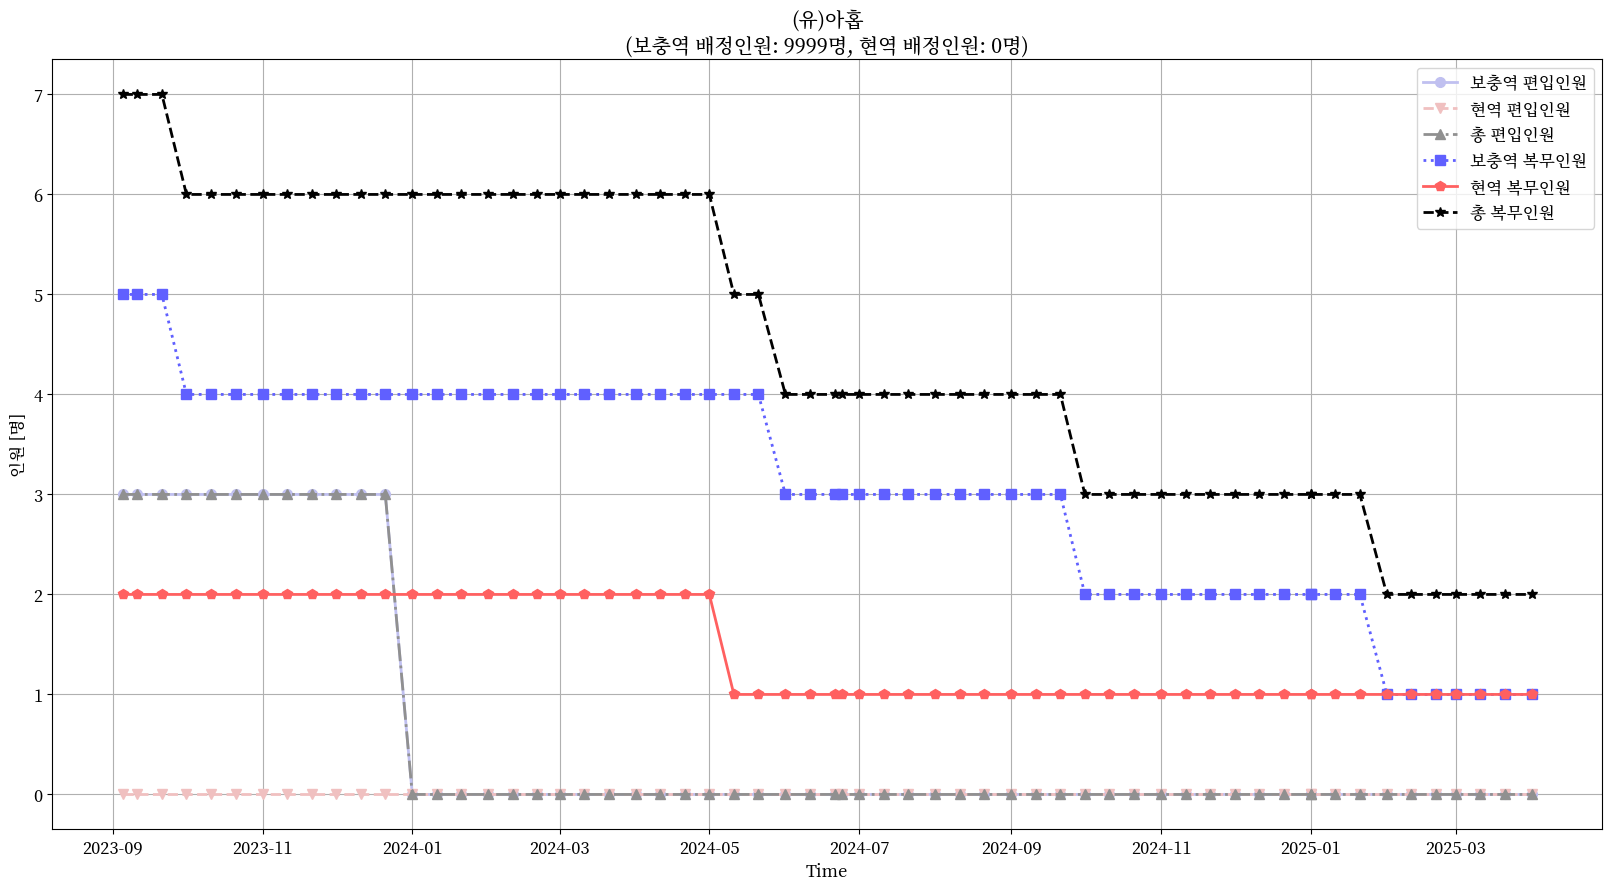 (유)아홉
(보충역 배정인원: 9999명, 현역 배정인원: 0명)
보충역 편입인원
현역 편입인원
총 편입인원
보충역 복무인원
현역 복무인원
총 복무인원
인원 [명]
7
6
5
4
3
2
1
0
2023-09 2023-11 2024-01 2024-03 2024-05 2024-07 2024-09 2024-11 2025-01 2025-03
Time